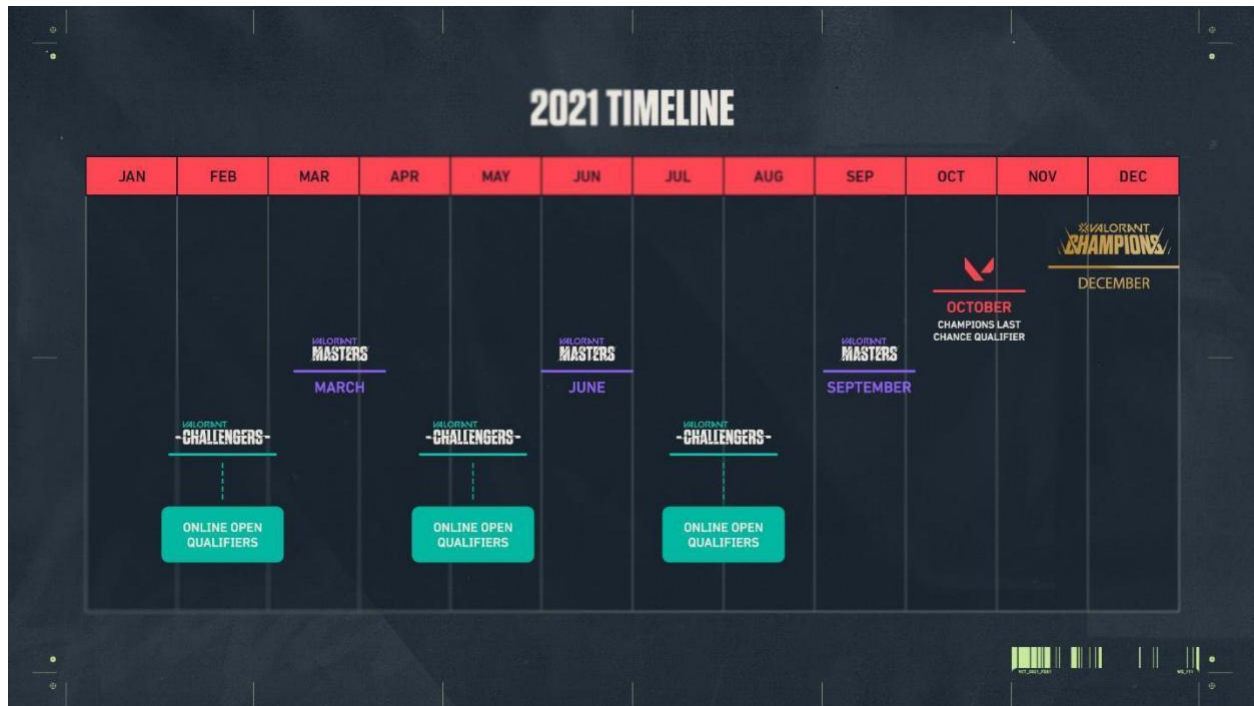 2021 TIMELINE
JAN FEB MAR APR MAY JUN JUL AUG SEP OCT NOV DEC
VALORANT
CHAMPIONS
DECEMBER
OCTOBER
CHAMPIONS LAST
CHANCE QUALIFIER
VALORANT
MASTERS
MARCH
VALORANT
MASTERS
JUNE
VALORANT
MASTERS
SEPTEMBER
VALORANT
-CHALLENGERS-
ONLINE OPEN
QUALIFIERS
VALORANT
-CHALLENGERS-
ONLINE OPEN
QUALIFIERS
VALORANT
-CHALLENGERS-
ONLINE OPEN
QUALIFIERS